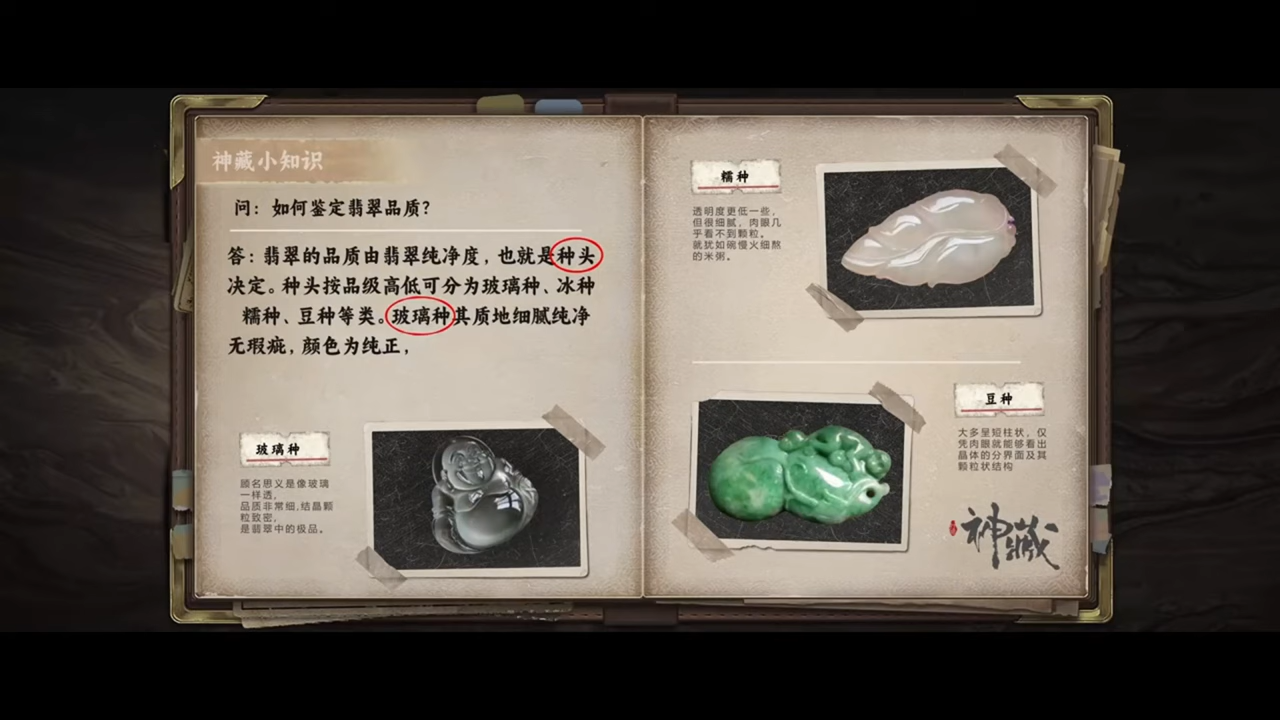 神藏小知识
问：如何鉴定翡翠品质？
答：翡翠的品质由翡翠纯净度，也就是种头
决定。种头按品级高低可分为玻璃种、冰种
糯种、豆种等类。玻璃种其质地细腻纯净
无瑕疵，颜色为纯正，
玻璃种
顾名思义是像玻璃
一样透，
品质非常细，结晶颗
粒致密，
是翡翠中的极品。
糯种
透明度更低一些，
但很细腻，肉眼几
乎看不到颗粒。
就犹如碗慢火细熬
的米粥。
豆种
大多呈短柱状，仅
凭肉眼就能够看出
晶体的分界面及其
颗粒状结构
神藏